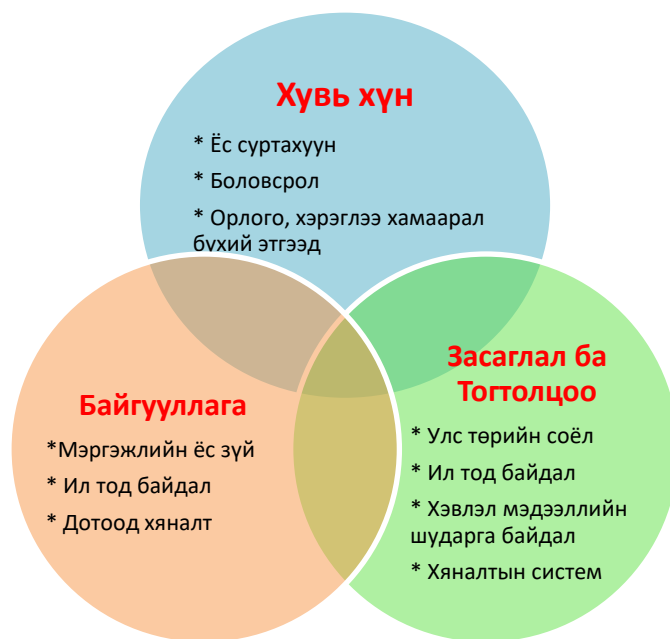 Хувь хүн
* Ёс суртахуун
* Боловсрол
* Орлого, хэрэглээ хамаарал
бүхий этгээд
Байгууллага
*Мэргэжлийн ёс зүй
* Ил тод байдал
* Дотоод хяналт
Засаглал ба
Тогтолцоо
* Улс төрийн соёл
* Ил тод байдал
* Хэвлэл мэдээллийн
шударга байдал
* Хяналтын систем